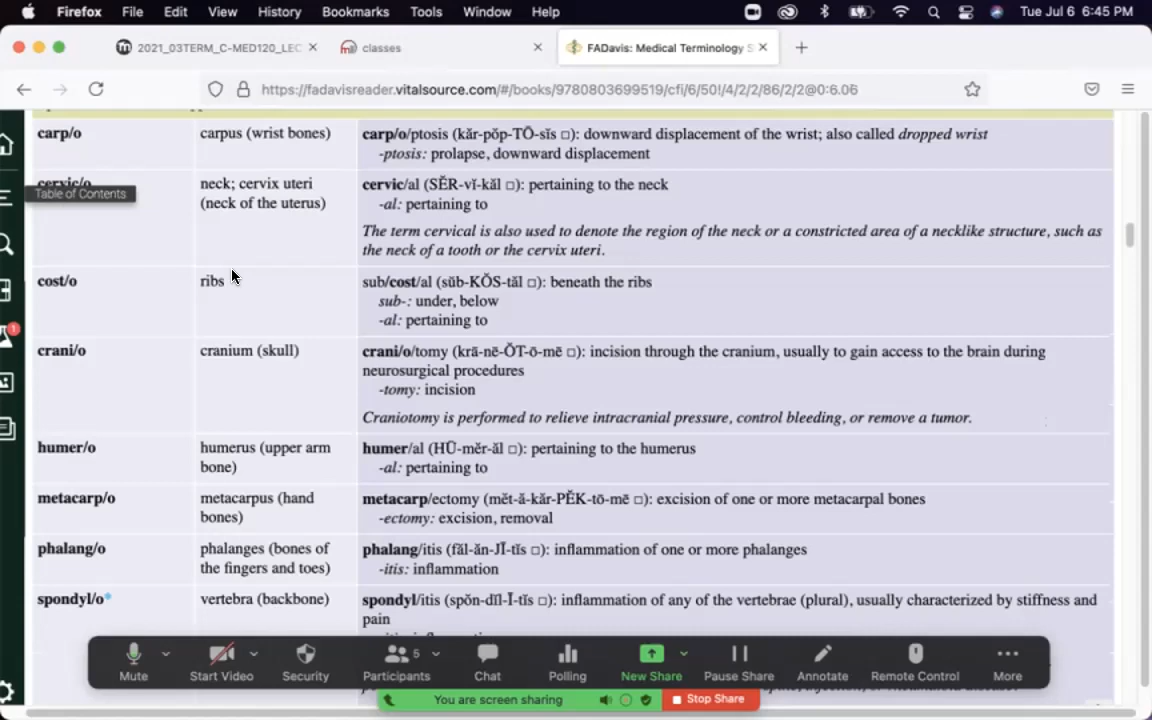 Firefox File Edit View History Bookmarks Tools Window Help Tue Jul 6 6:45 PM
2021_03TERM_C-MED120_LEC classes FADavis: Medical Terminology S
https://fadavisreader.vitalsource.com/#/books/9780803699519/cfi/6/50!/4/2/2/86/2/2@0:6.06
carp/o carpus (wrist bones) carp/o/ptosis (kăr-pŏp-TŌ-sĭs □): downward displacement of the wrist; also called dropped wrist
-ptosis: prolapse, downward displacement
cervic/o neck; cervix uteri cervic/al (SĔR-vĭ-kăl □): pertaining to the neck
Table of Contents
(neck of the uterus) -al: pertaining to
The term cervical is also used to denote the region of the neck or a constricted area of a necklike structure, such as
the neck of a tooth or the cervix uteri.
cost/o ribs sub/cost/al (sŭb-KŎS-tăl □): beneath the ribs
sub-: under, below
-al: pertaining to
1
crani/o cranium (skull) crani/o/tomy (krā-nē-ŎT-ō-mē □): incision through the cranium, usually to gain access to the brain during
neurosurgical procedures
-tomy: incision
Craniotomy is performed to relieve intracranial pressure, control bleeding, or remove a tumor.
humer/o humerus (upper arm humer/al (HŪ-mĕr-ăl □): pertaining to the humerus
bone) -al: pertaining to
metacarp/o metacarpus (hand metacarp/ectomy (mĕt-ă-kăr-PĔK-tō-mē □): excision of one or more metacarpal bones
bones) -ectomy: excision, removal
phalang/o phalanges (bones of phalang/itis (făl-ăn-JĪ-tĭs □): inflammation of one or more phalanges
the fingers and toes) -itis: inflammation
spondyl/o* vertebra (backbone) spondyl/itis (spŏn-dĭl-Ī-tĭs □): inflammation of any of the vertebrae (plural), usually characterized by stiffness and
pain
5
Mute Start Video Security Participants Chat Polling New Share Pause Share Annotate Remote Control More
You are screen sharing Stop Share